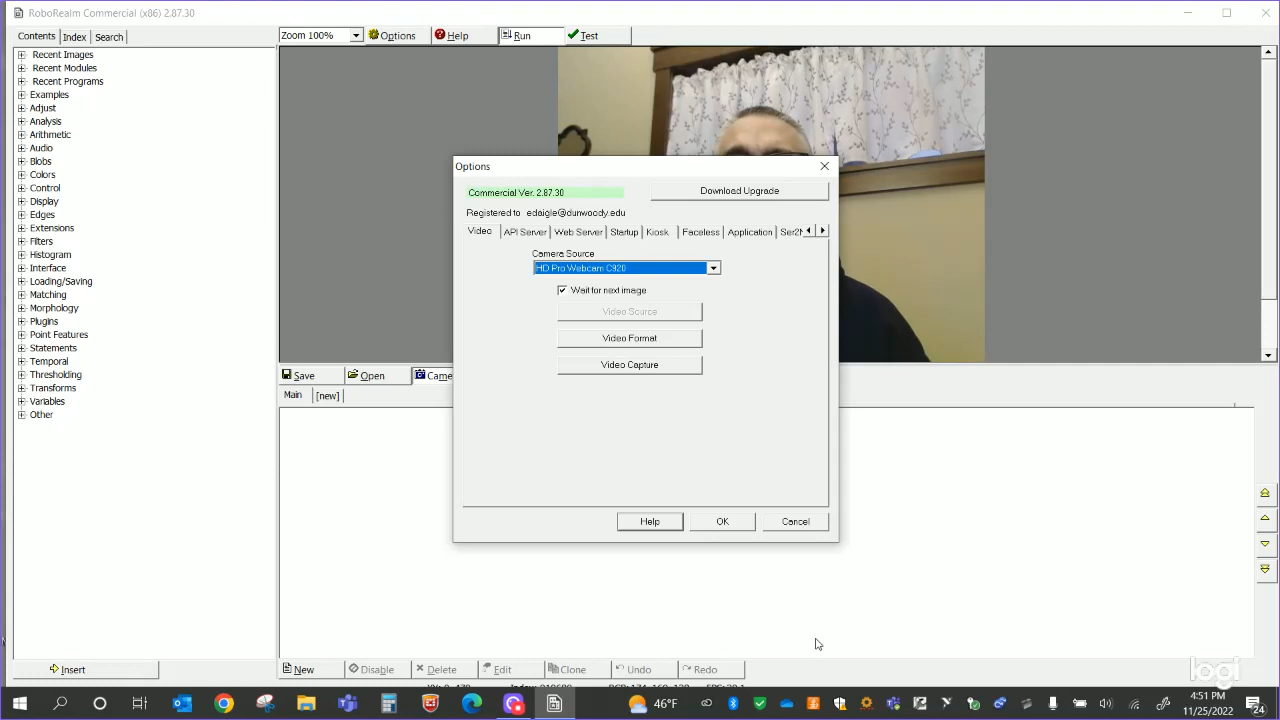 RoboRealm Commercial (x86) 2.87.30
Contents Index Search
Zoom 100% Options Help Run Test
Recent Images
Recent Modules
Recent Programs
Examples
Adjust
Analysis
Arithmetic
Audio
Blobs
Colors
Control
Display
Edges
Extensions
Filters
Histogram
Interface
Loading/Saving
Matching
Morphology
Plugins
Point Features
Statements
Temporal
Thresholding
Transforms
Variables
Other
Insert
Options
Commercial Ver. 2.87.30 Download Upgrade
Registered to edaigle@dunwoody.edu
Video API Server Web Server Startup Kiosk Faceless Application
Camera Source
HD Pro Webcam C920
Wait for next image
Video Source
Video Format
Video Capture
Help OK Cancel
Save Open Came
Main [new]
New Disable Delete Edit Clone Undo Redo
logi
46°F
4:51 PM
11/25/2022
24